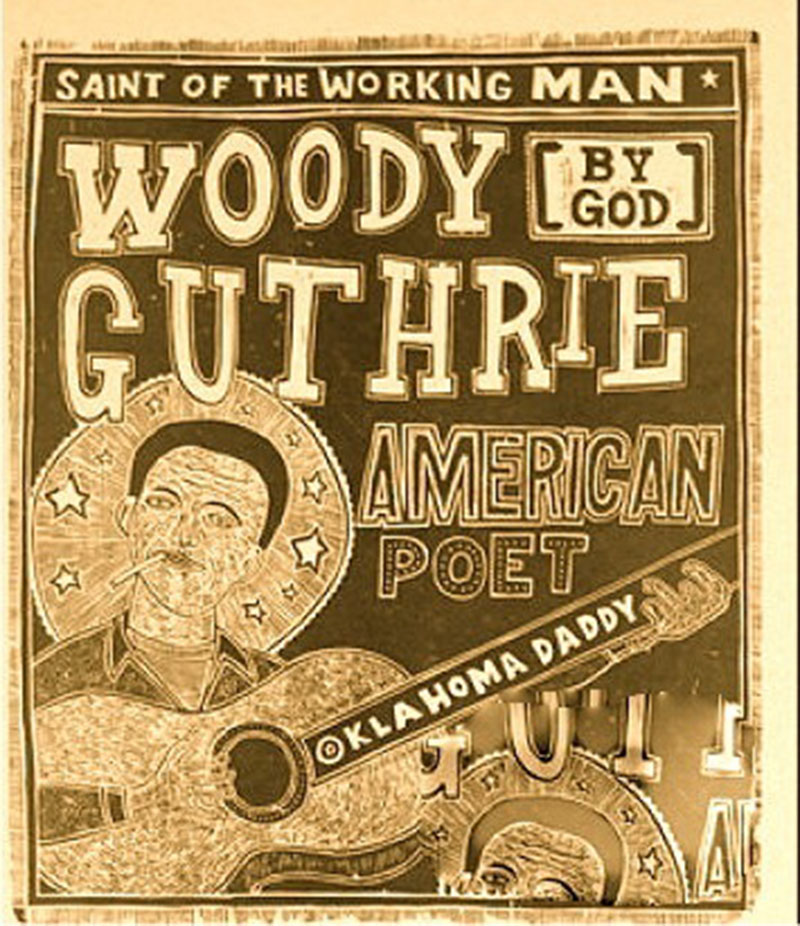 SAINT OF THE WORKING MAN
WOODY [BY GOD]
GUTHRIE
AMERICAN
POET
OKLAHOMA DADDY
G U T
A